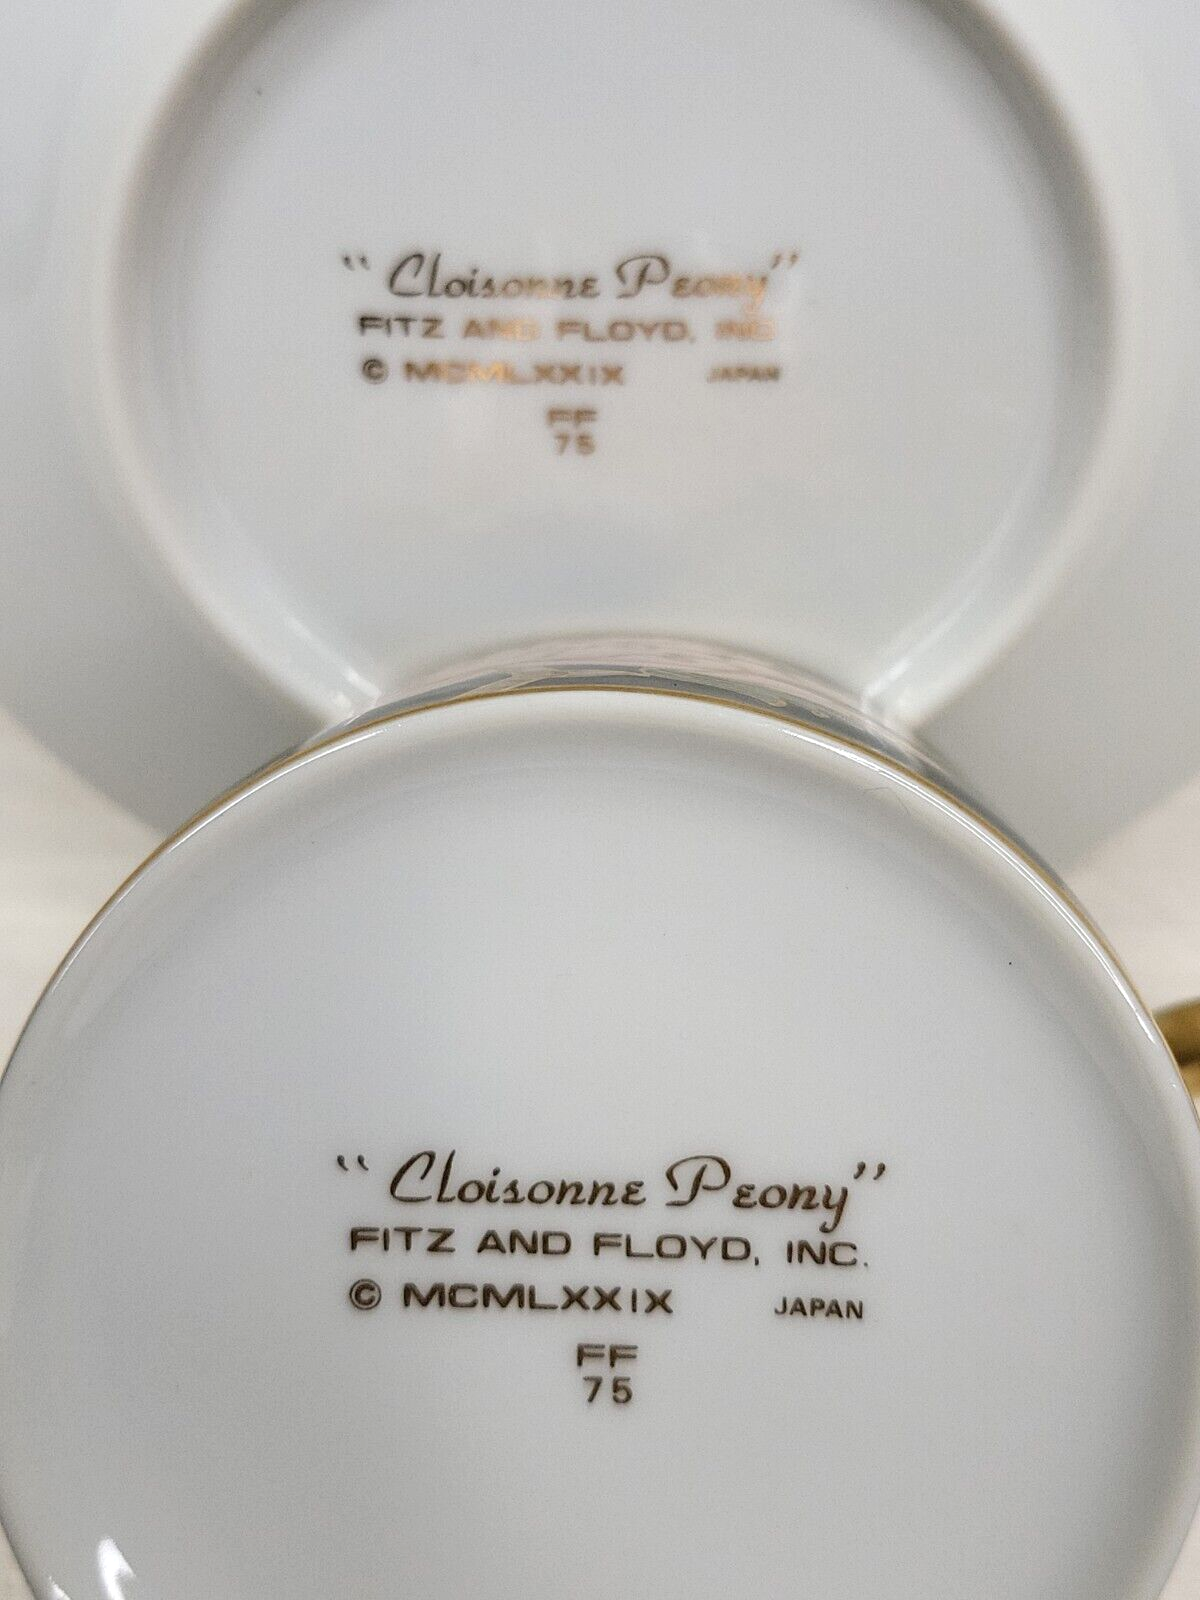 “Cloisonne Peony”
FITZ AND FLOYD, INC
© MCMLXXIX JAPAN
FF
75
“Cloisonne Peony”
FITZ AND FLOYD, INC.
© MCMLXXIX JAPAN
FF
75